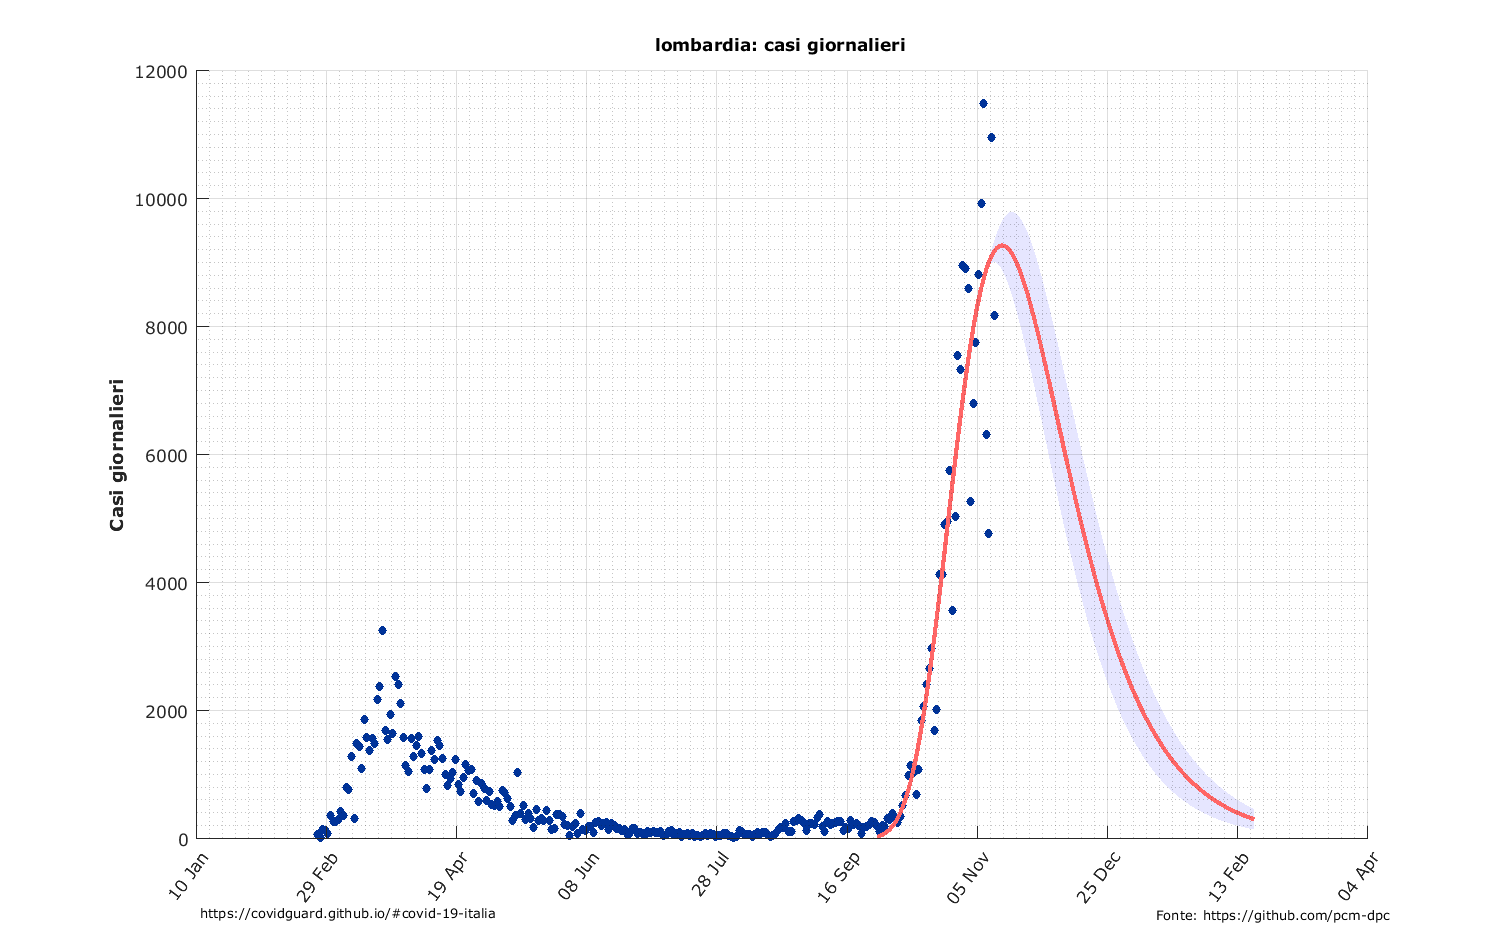 lombardia: casi giornalieri
12000
10000
8000
6000
4000
2000
0
Casi giornalieri
10 Jan
29 Feb
19 Apr
08 Jun
28 Jul
16 Sep
05 Nov
25 Dec
13 Feb
04 Apr
https://covidguard.github.io/#covid-19-italia
Fonte: https://github.com/pcm-dpc